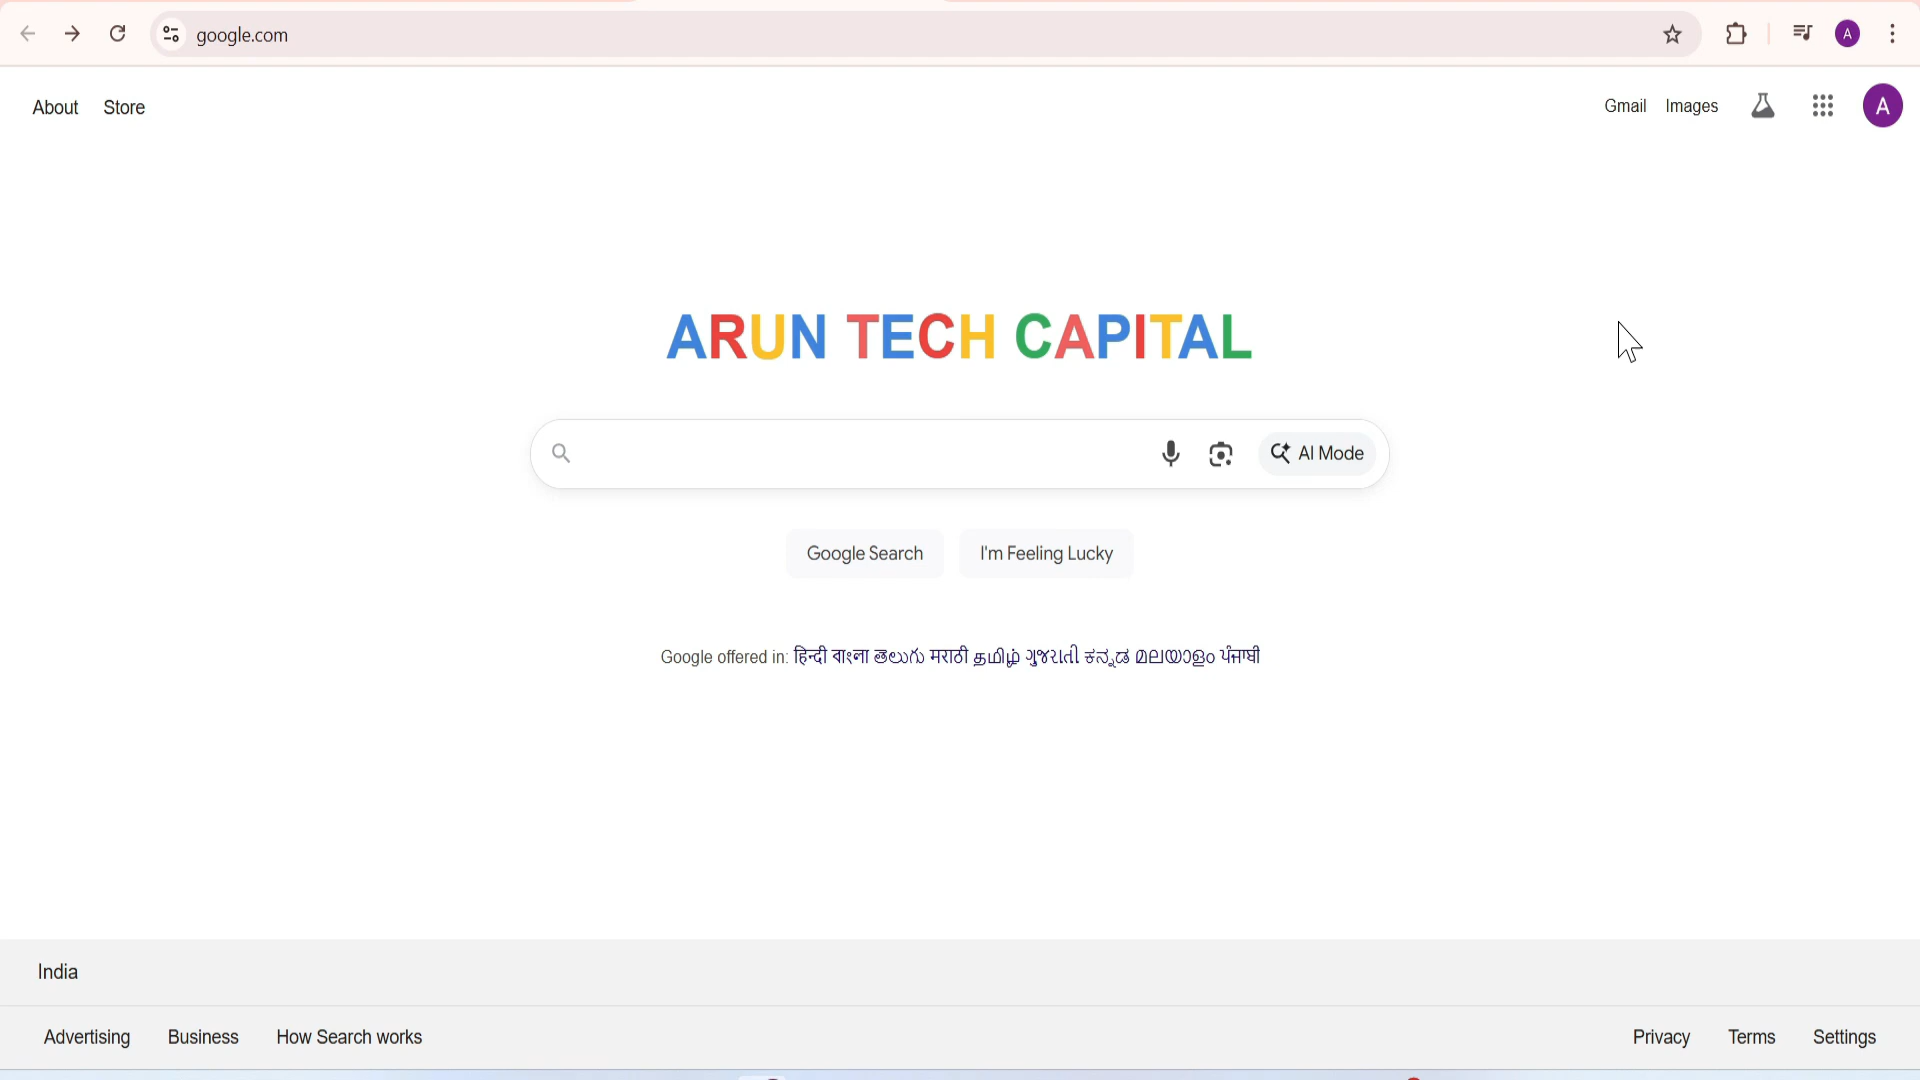 google.com
A
About Store
Gmail Images
A
ARUN TECH CAPITAL
AI Mode
Google Search I'm Feeling Lucky
Google offered in: हिन्दी বাংলা తెలుగు मराठी தமிழ் ગુજરાતી ಕನ್ನಡ മലയാളം ਪੰਜਾਬੀ
India
Advertising Business How Search works
Privacy Terms Settings